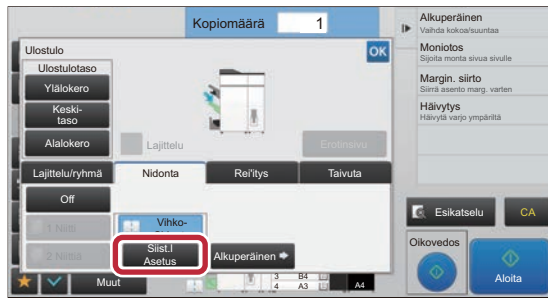 Kopiomäärä 1
Ulostulo
OK
Ulostulotaso
Ylälokero
Keski-
taso
Alalokero
Lajittelu
Erotinsivu
Lajittelu/ryhmä
Nidonta
Rei'itys
Taivuta
Off
1 Niitti
2 Niittiä
Vihko-
Siist.l
Asetus
Alkuperäinen
Muut
3 B4
4 A3
A4
Alkuperäinen
Vaihda kokoa/suuntaa
Moniotos
Sijoita monta sivua sivulle
Margin. siirto
Siirrä asento marg. varten
Häivytys
Häivytä varjo ympäriltä
Esikatselu
CA
Oikovedos
Aloita